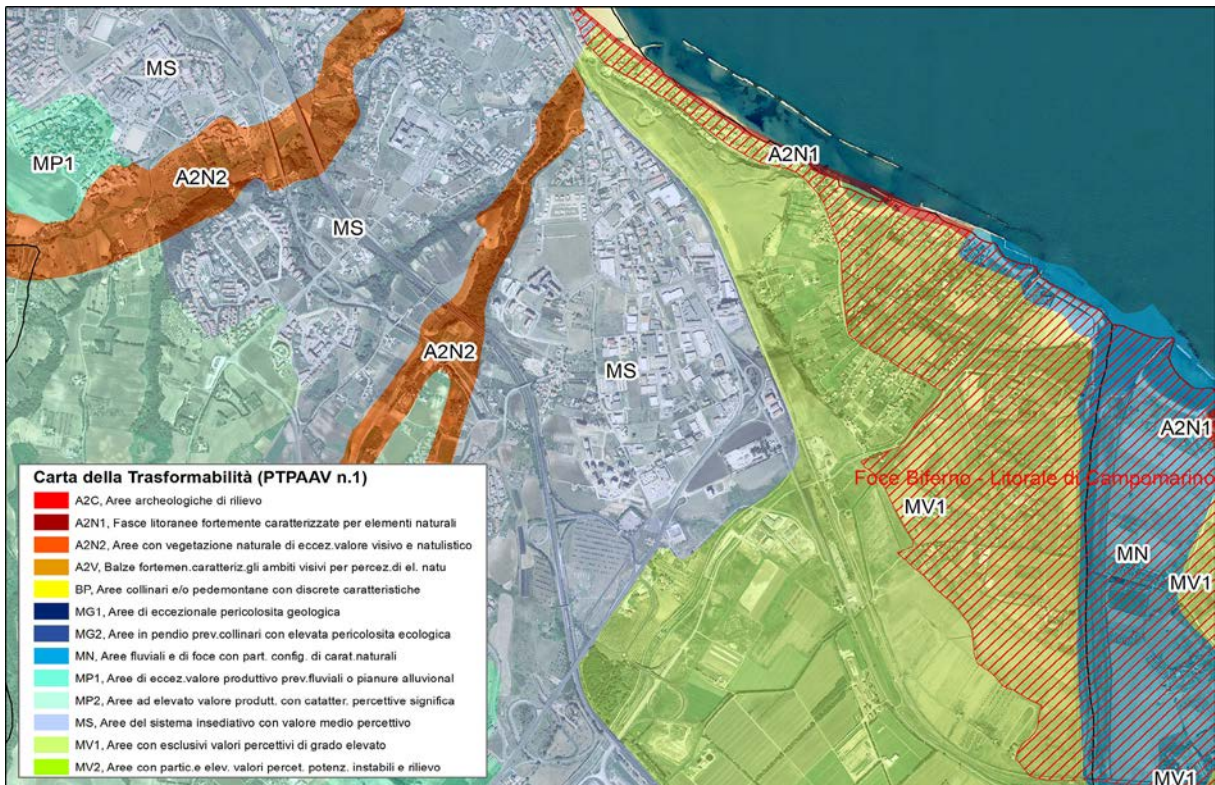 MS
MP1
A2N2
A2N1
MS
A2N2
MS
A2N1
Foce Biferno - Litorale di Campomarino
MV1
MN
MV1
MV1
Carta della Trasformabilità (PTPAAV n.1)
A2C, Aree archeologiche di rilievo
A2N1, Fasce litoranee fortemente caratterizzate per elementi naturali
A2N2, Aree con vegetazione naturale di eccez.valore visivo e natulistico
A2V, Balze fortemen.caratteriz.gli ambiti visivi per percez.di el. natu
BP, Aree collinari e/o pedemontane con discrete caratteristiche
MG1, Aree di eccezionale pericolosita geologica
MG2, Aree in pendio prev.collinari con elevata pericolosita ecologica
MN, Aree fluviali e di foce con part. config. di carat.naturali
MP1, Aree di eccez.valore produttivo prev.fluviali o pianure alluvional
MP2, Aree ad elevato valore produtt. con catatter. percettive significa
MS, Aree del sistema insediativo con valore medio percettivo
MV1, Aree con esclusivi valori percettivi di grado elevato
MV2, Aree con partic.e elev. valori percet. potenz. instabili e rilievo